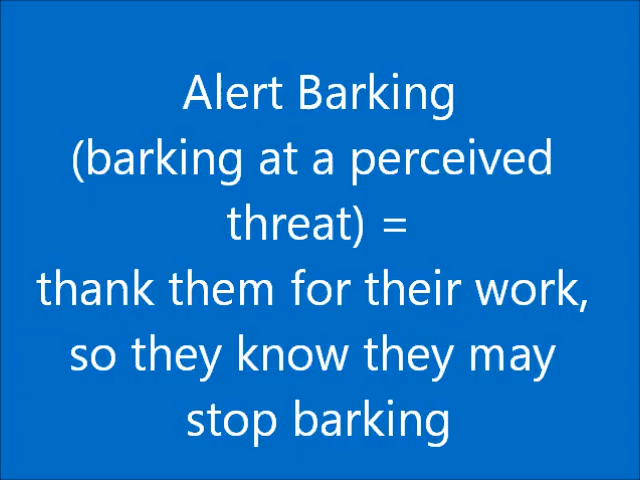 Alert Barking
(barking at a perceived
threat) =
thank them for their work,
so they know they may
stop barking